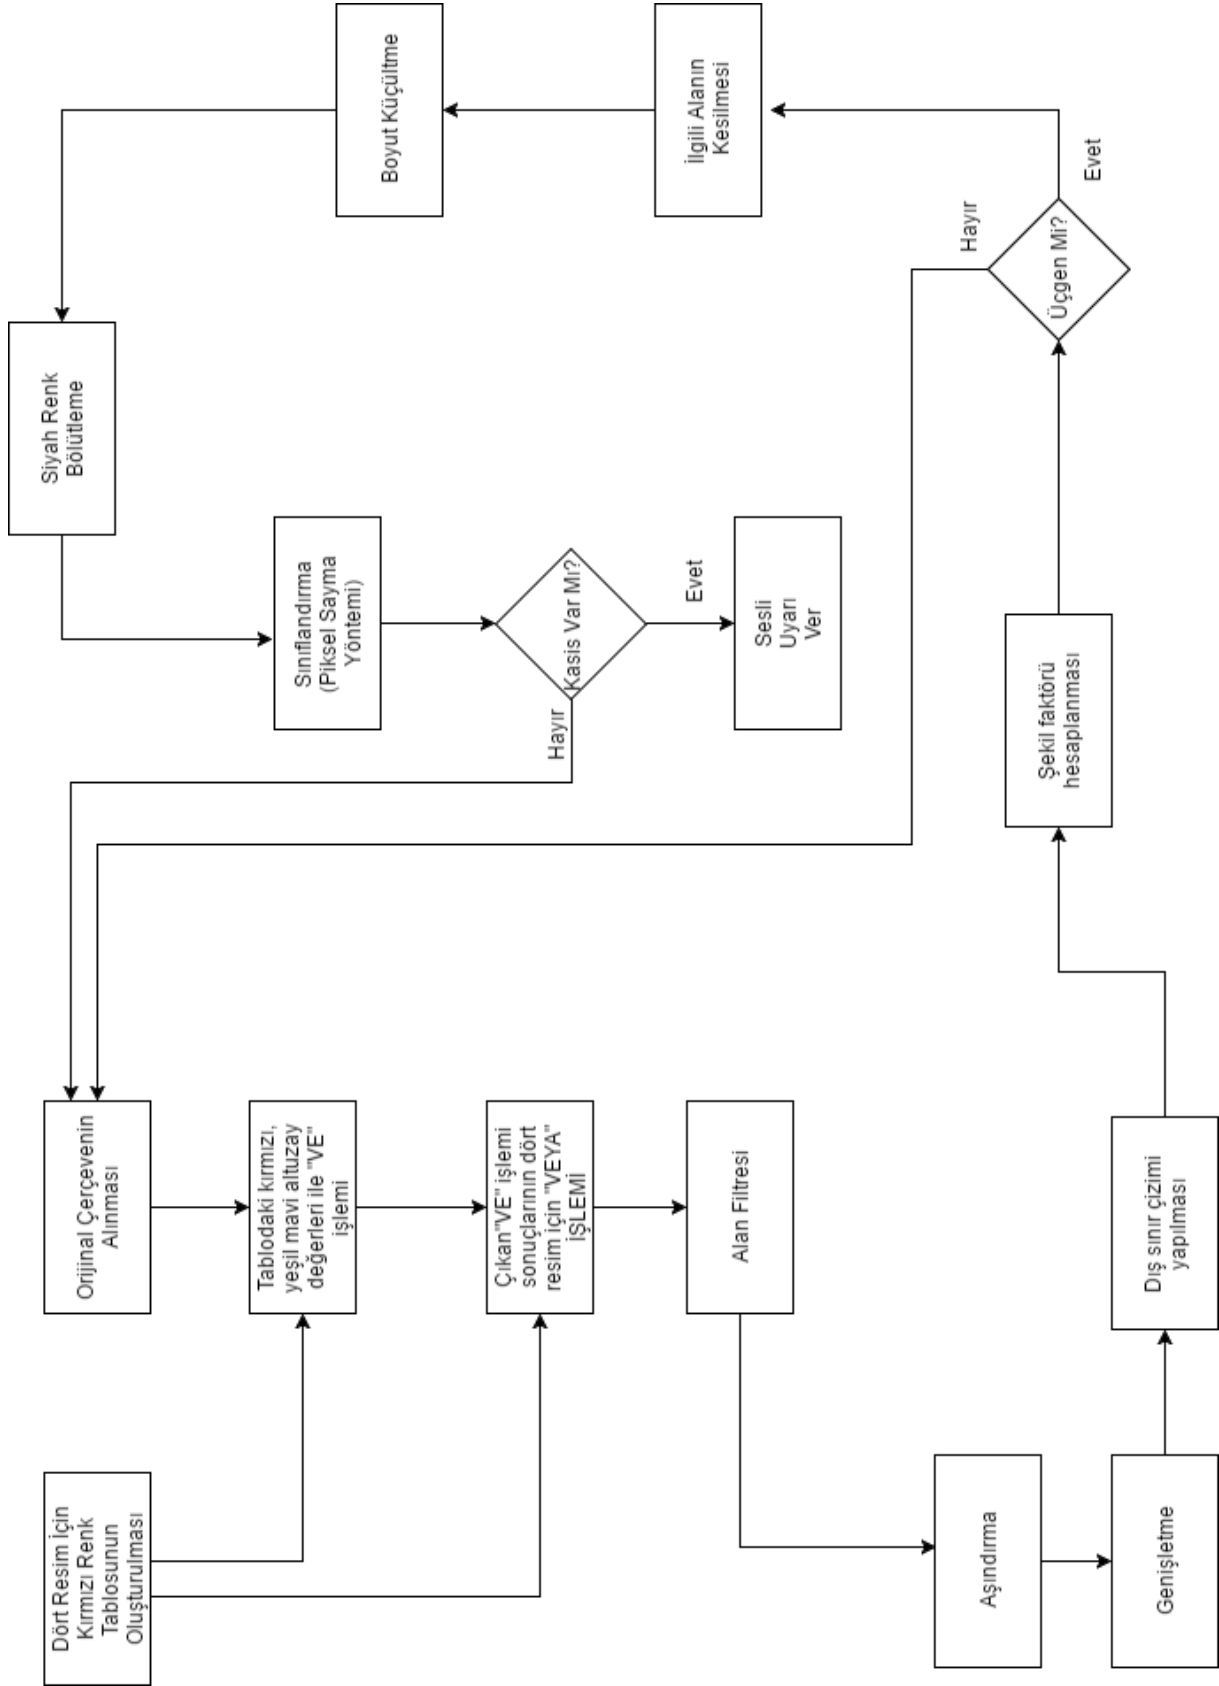 Dört Resim İçin
Kırmızı Renk
Tablosunun
Oluşturulması
Orijinal Çerçevenin
Alınması
Tablodaki kırmızı,
yeşil mavi altuzay
değerleri ile "VE"
işlemi
Çıkan"VE" işlemi
sonuçlarının dört
resim için "VEYA"
İŞLEMİ
Alan Filtresi
Aşındırma
Genişletme
Dış sınır çizimi
yapılması
Şekil faktörü
hesaplanması
Üçgen Mi?
Hayır
Evet
İlgili Alanın
Kesilmesi
Boyut Küçültme
Siyah Renk
Bölütleme
Sınıflandırma
(Piksel Sayma
Yöntemi)
Kasis Var Mı?
Hayır
Evet
Sesli
Uyarı
Ver